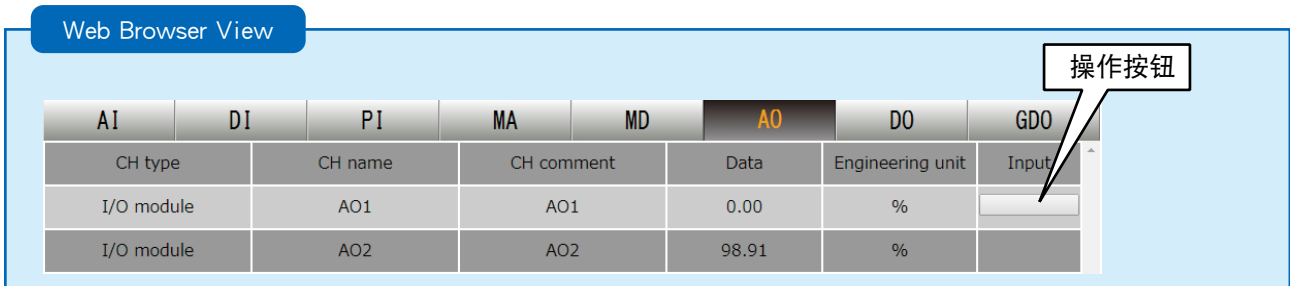 Web Browser View
操作按钮
AI DI PI MA MD AO DO GDO
CH type CH name CH comment Data Engineering unit Input
I/O module AO1 AO1 0.00 %
I/O module AO2 AO2 98.91 %